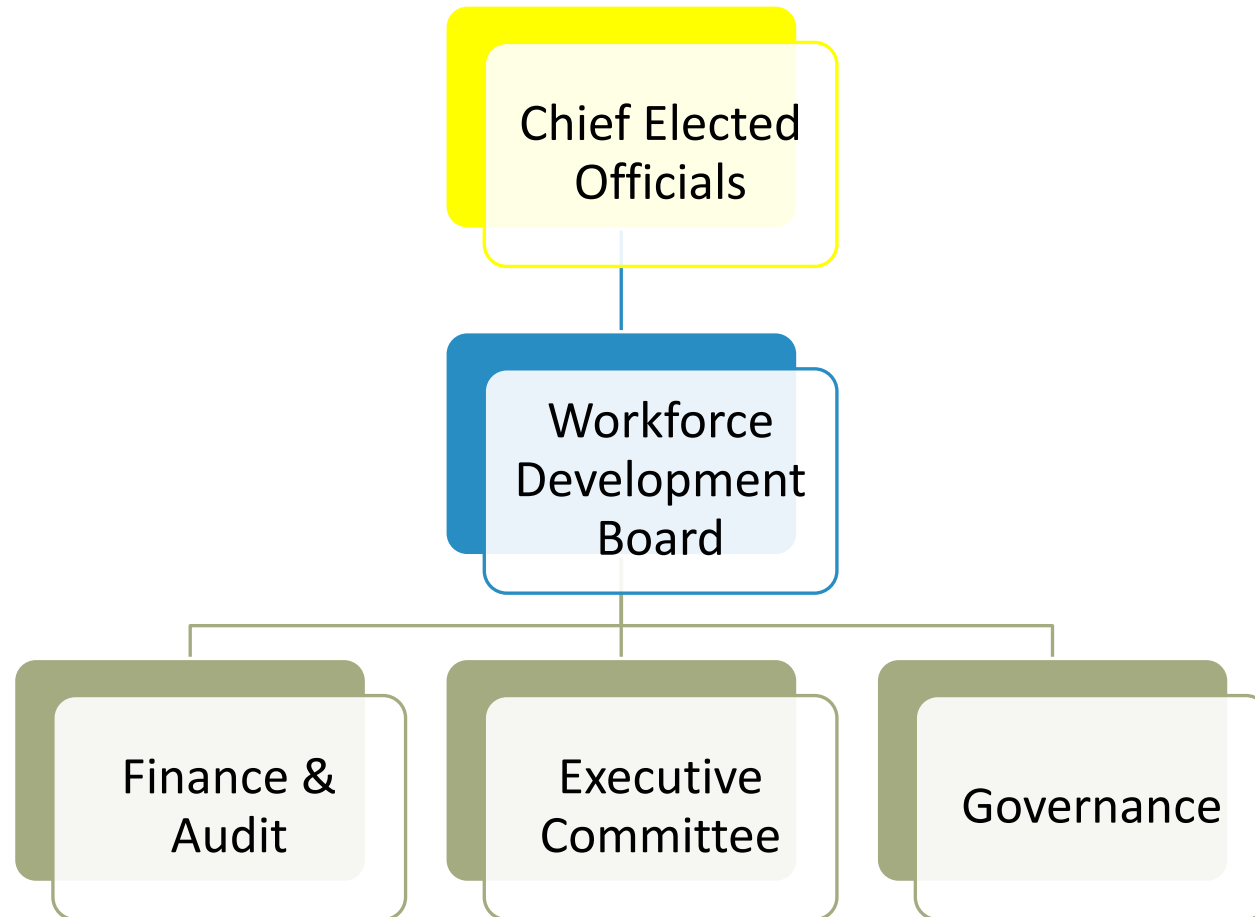 Chief Elected
Officials
Workforce
Development
Board
Finance &
Audit
Executive
Committee
Governance